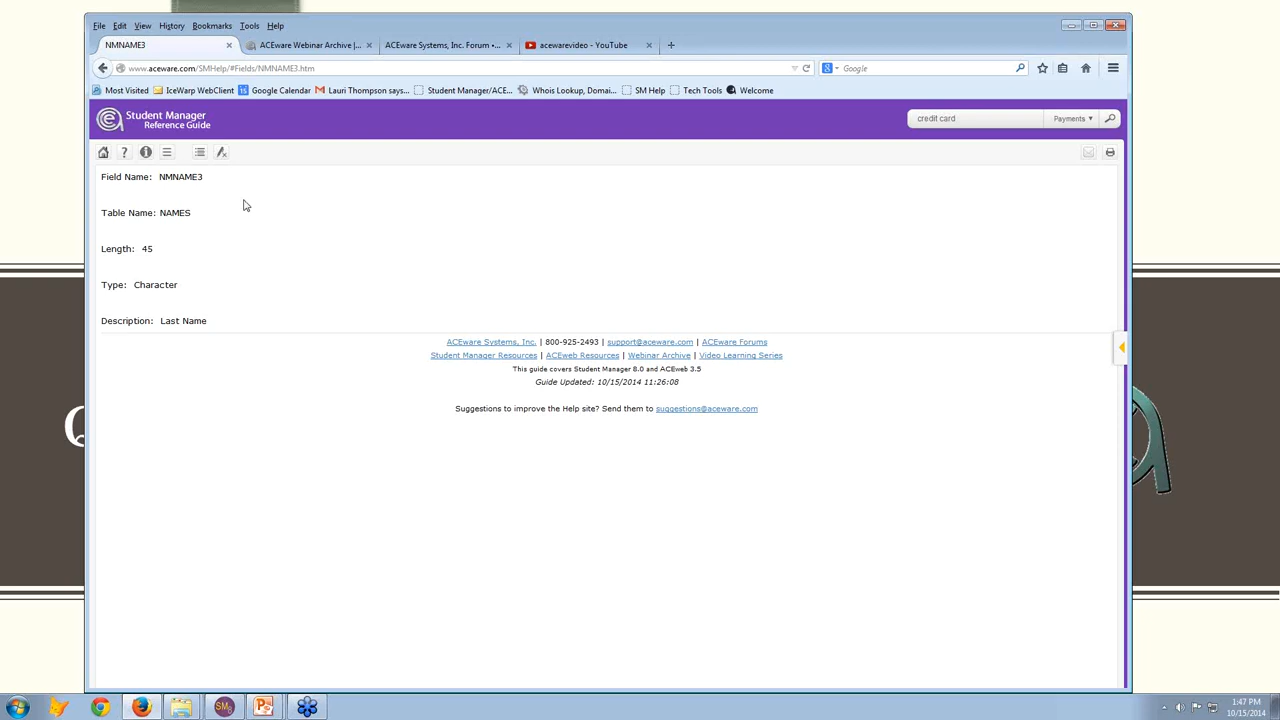 File Edit View History Bookmarks Tools Help
NMNAME3 ACEware Webinar Archive |... ACEware Systems, Inc. Forum •... acewarevideo - YouTube
www.aceware.com/SMHelp/#Fields/NMNAME3.htm Google
Most Visited IceWarp WebClient Google Calendar Lauri Thompson says... Student Manager/ACE... Whois Lookup, Domai... SM Help Tech Tools Welcome
Student Manager
Reference Guide
credit card Payments
Field Name: NMNAME3
Table Name: NAMES
Length: 45
Type: Character
Description: Last Name
ACEware Systems, Inc. | 800-925-2493 | support@aceware.com | ACEware Forums
Student Manager Resources | ACEweb Resources | Webinar Archive | Video Learning Series
This guide covers Student Manager 8.0 and ACEweb 3.5
Guide Updated: 10/15/2014 11:26:08
Suggestions to improve the Help site? Send them to suggestions@aceware.com
1:47 PM
10/15/2014